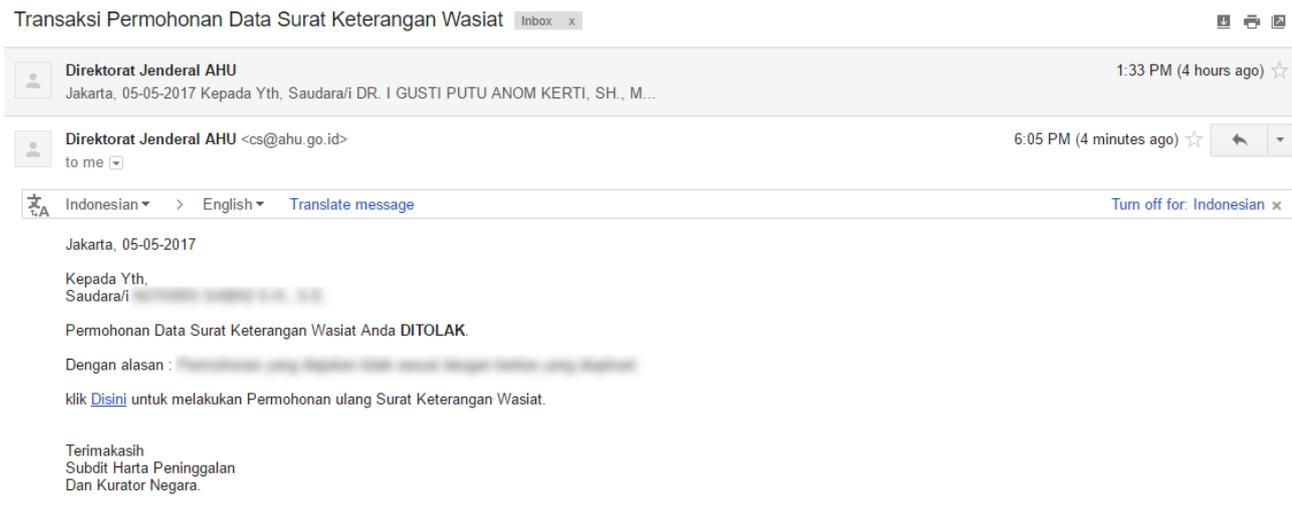 Transaksi Permohonan Data Surat Keterangan Wasiat Inbox x
Direktorat Jenderal AHU 1:33 PM (4 hours ago)
Jakarta, 05-05-2017 Kepada Yth, Saudara/i DR. I GUSTI PUTU ANOM KERTI, SH., M...
Direktorat Jenderal AHU <cs@ahu.go.id> 6:05 PM (4 minutes ago)
to me
Indonesian > English Translate message Turn off for: Indonesian x
Jakarta, 05-05-2017
Kepada Yth,
Saudara/i
Permohonan Data Surat Keterangan Wasiat Anda DITOLAK.
Dengan alasan :
klik Disini untuk melakukan Permohonan ulang Surat Keterangan Wasiat.
Terimakasih
Subdit Harta Peninggalan
Dan Kurator Negara.